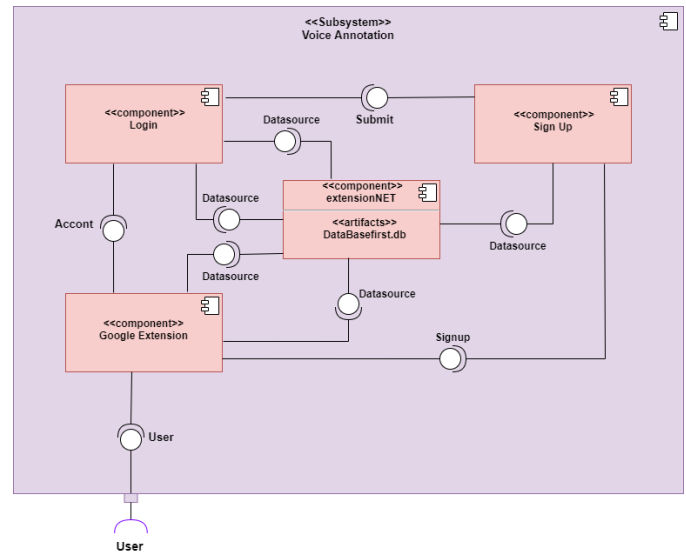 <<Subsystem>>
Voice Annotation
<<component>>
Login
Submit
<<component>>
Sign Up
Datasource
<<component>>
extensionNET
<<artifacts>>
DataBasefirst.db
Datasource
Accont
Datasource
Datasource
Datasource
<<component>>
Google Extension
Signup
User
User